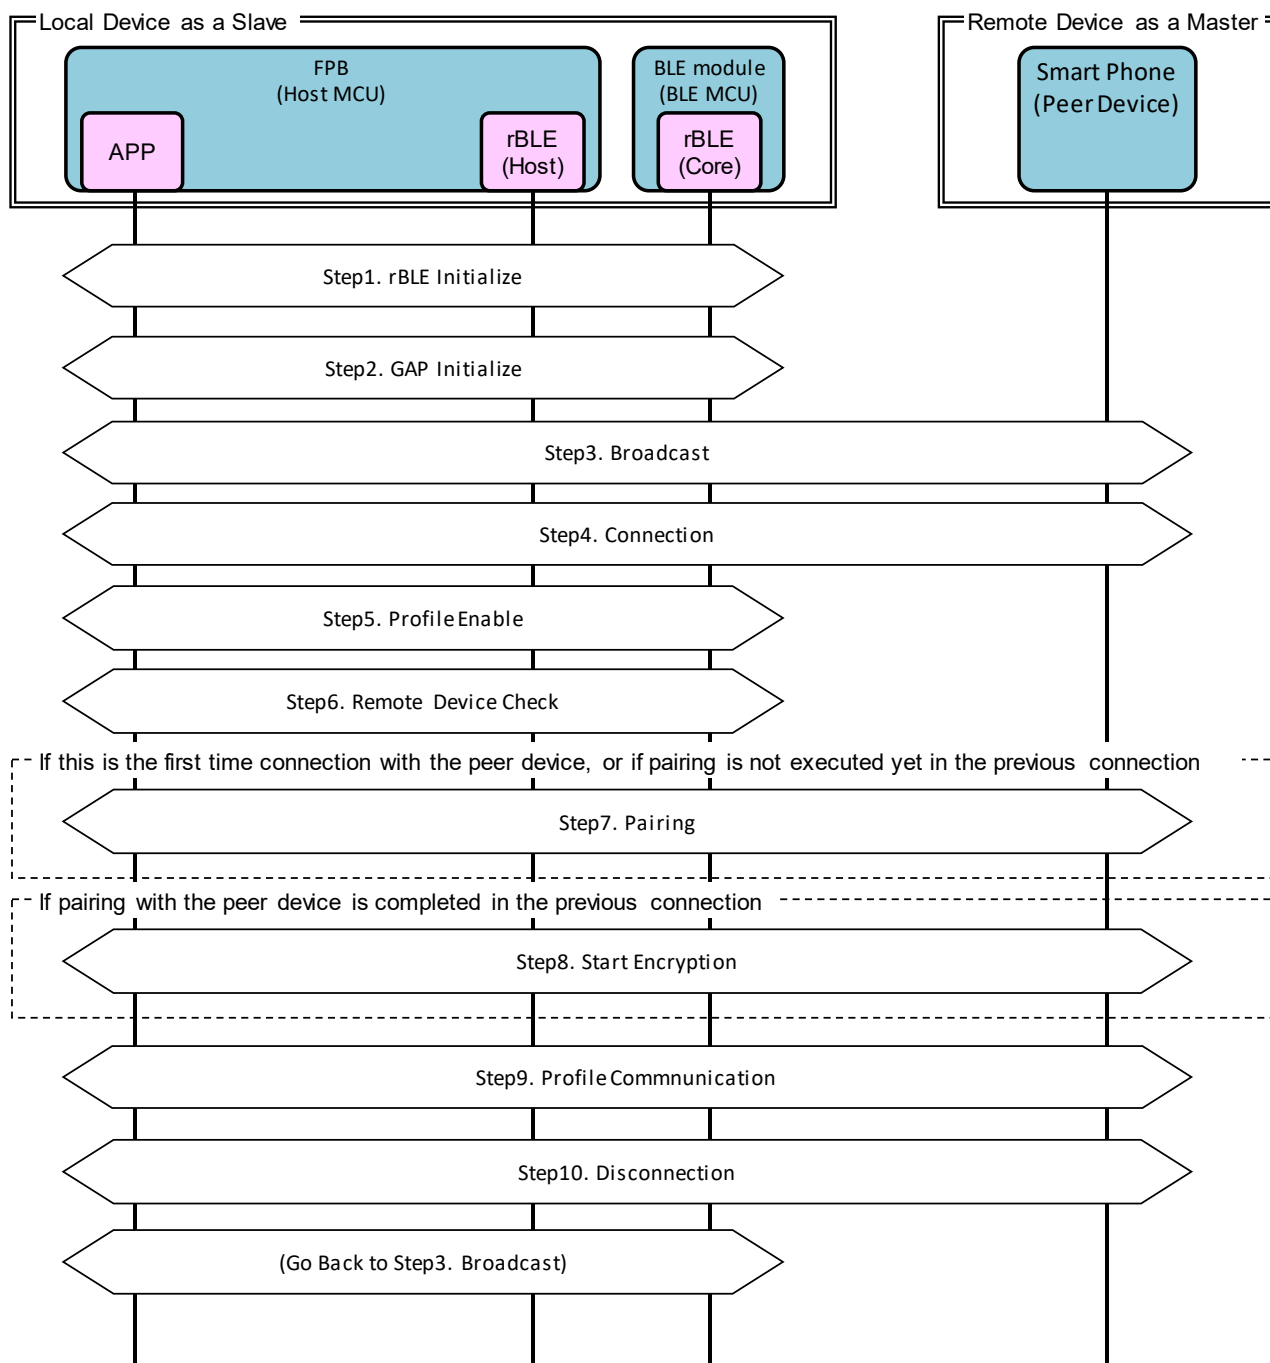 Local Device as a Slave
Remote Device as a Master
FPB
(Host MCU)
BLE module
(BLE MCU)
Smart Phone
(Peer Device)
APP
rBLE
(Host)
rBLE
(Core)
Step1. rBLE Initialize
Step2. GAP Initialize
Step3. Broadcast
Step4. Connection
Step5. Profile Enable
Step6. Remote Device Check
If this is the first time connection with the peer device, or if pairing is not executed yet in the previous connection
Step7. Pairing
If pairing with the peer device is completed in the previous connection
Step8. Start Encryption
Step9. Profile Commnunication
Step10. Disconnection
(Go Back to Step3. Broadcast)